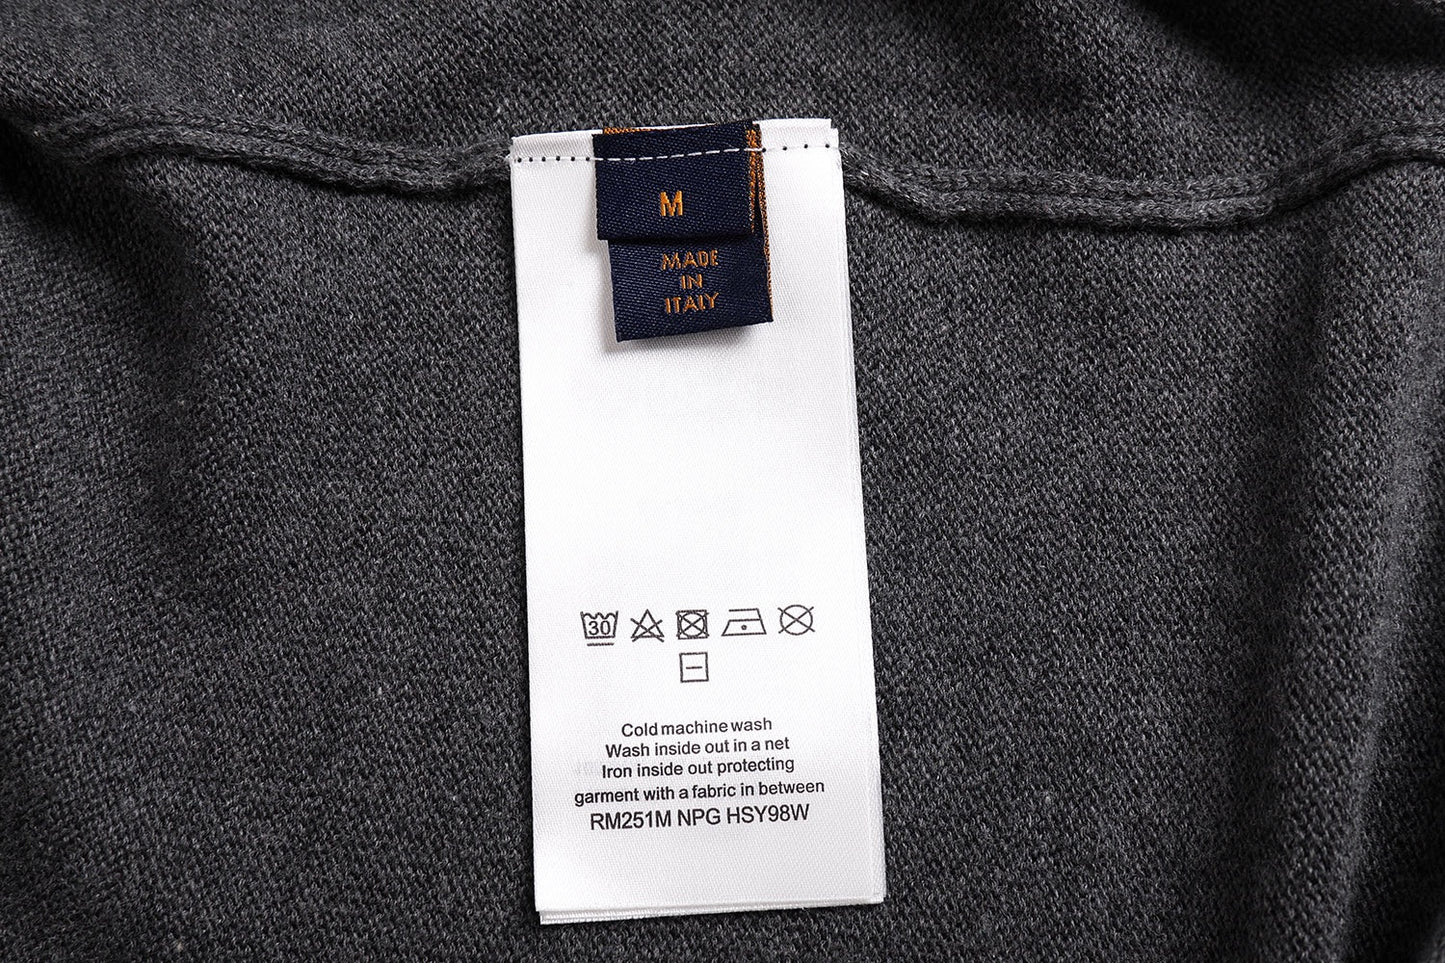 M
MADE
IN
ITALY
30
Cold machine wash
Wash inside out in a net
Iron inside out protecting
garment with a fabric in between
RM251M NPG HSY98W